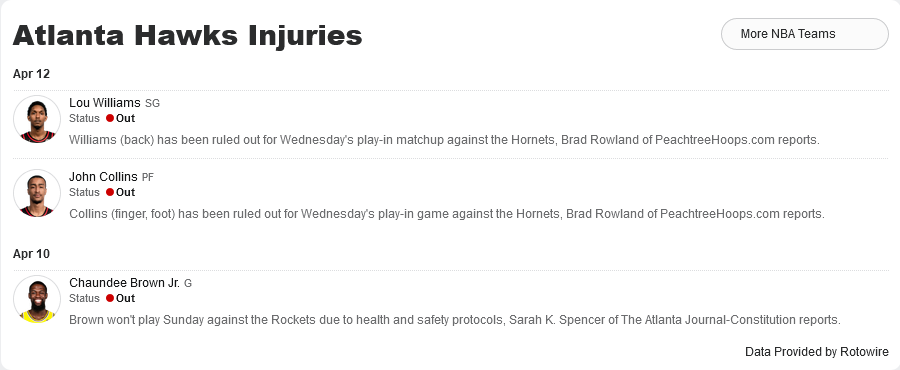 Atlanta Hawks Injuries
More NBA Teams
Apr 12
Lou Williams SG
Status Out
Williams (back) has been ruled out for Wednesday's play-in matchup against the Hornets, Brad Rowland of PeachtreeHoops.com reports.
John Collins PF
Status Out
Collins (finger, foot) has been ruled out for Wednesday's play-in game against the Hornets, Brad Rowland of PeachtreeHoops.com reports.
Apr 10
Chaundee Brown Jr. G
Status Out
Brown won't play Sunday against the Rockets due to health and safety protocols, Sarah K. Spencer of The Atlanta Journal-Constitution reports.
Data Provided by Rotowire